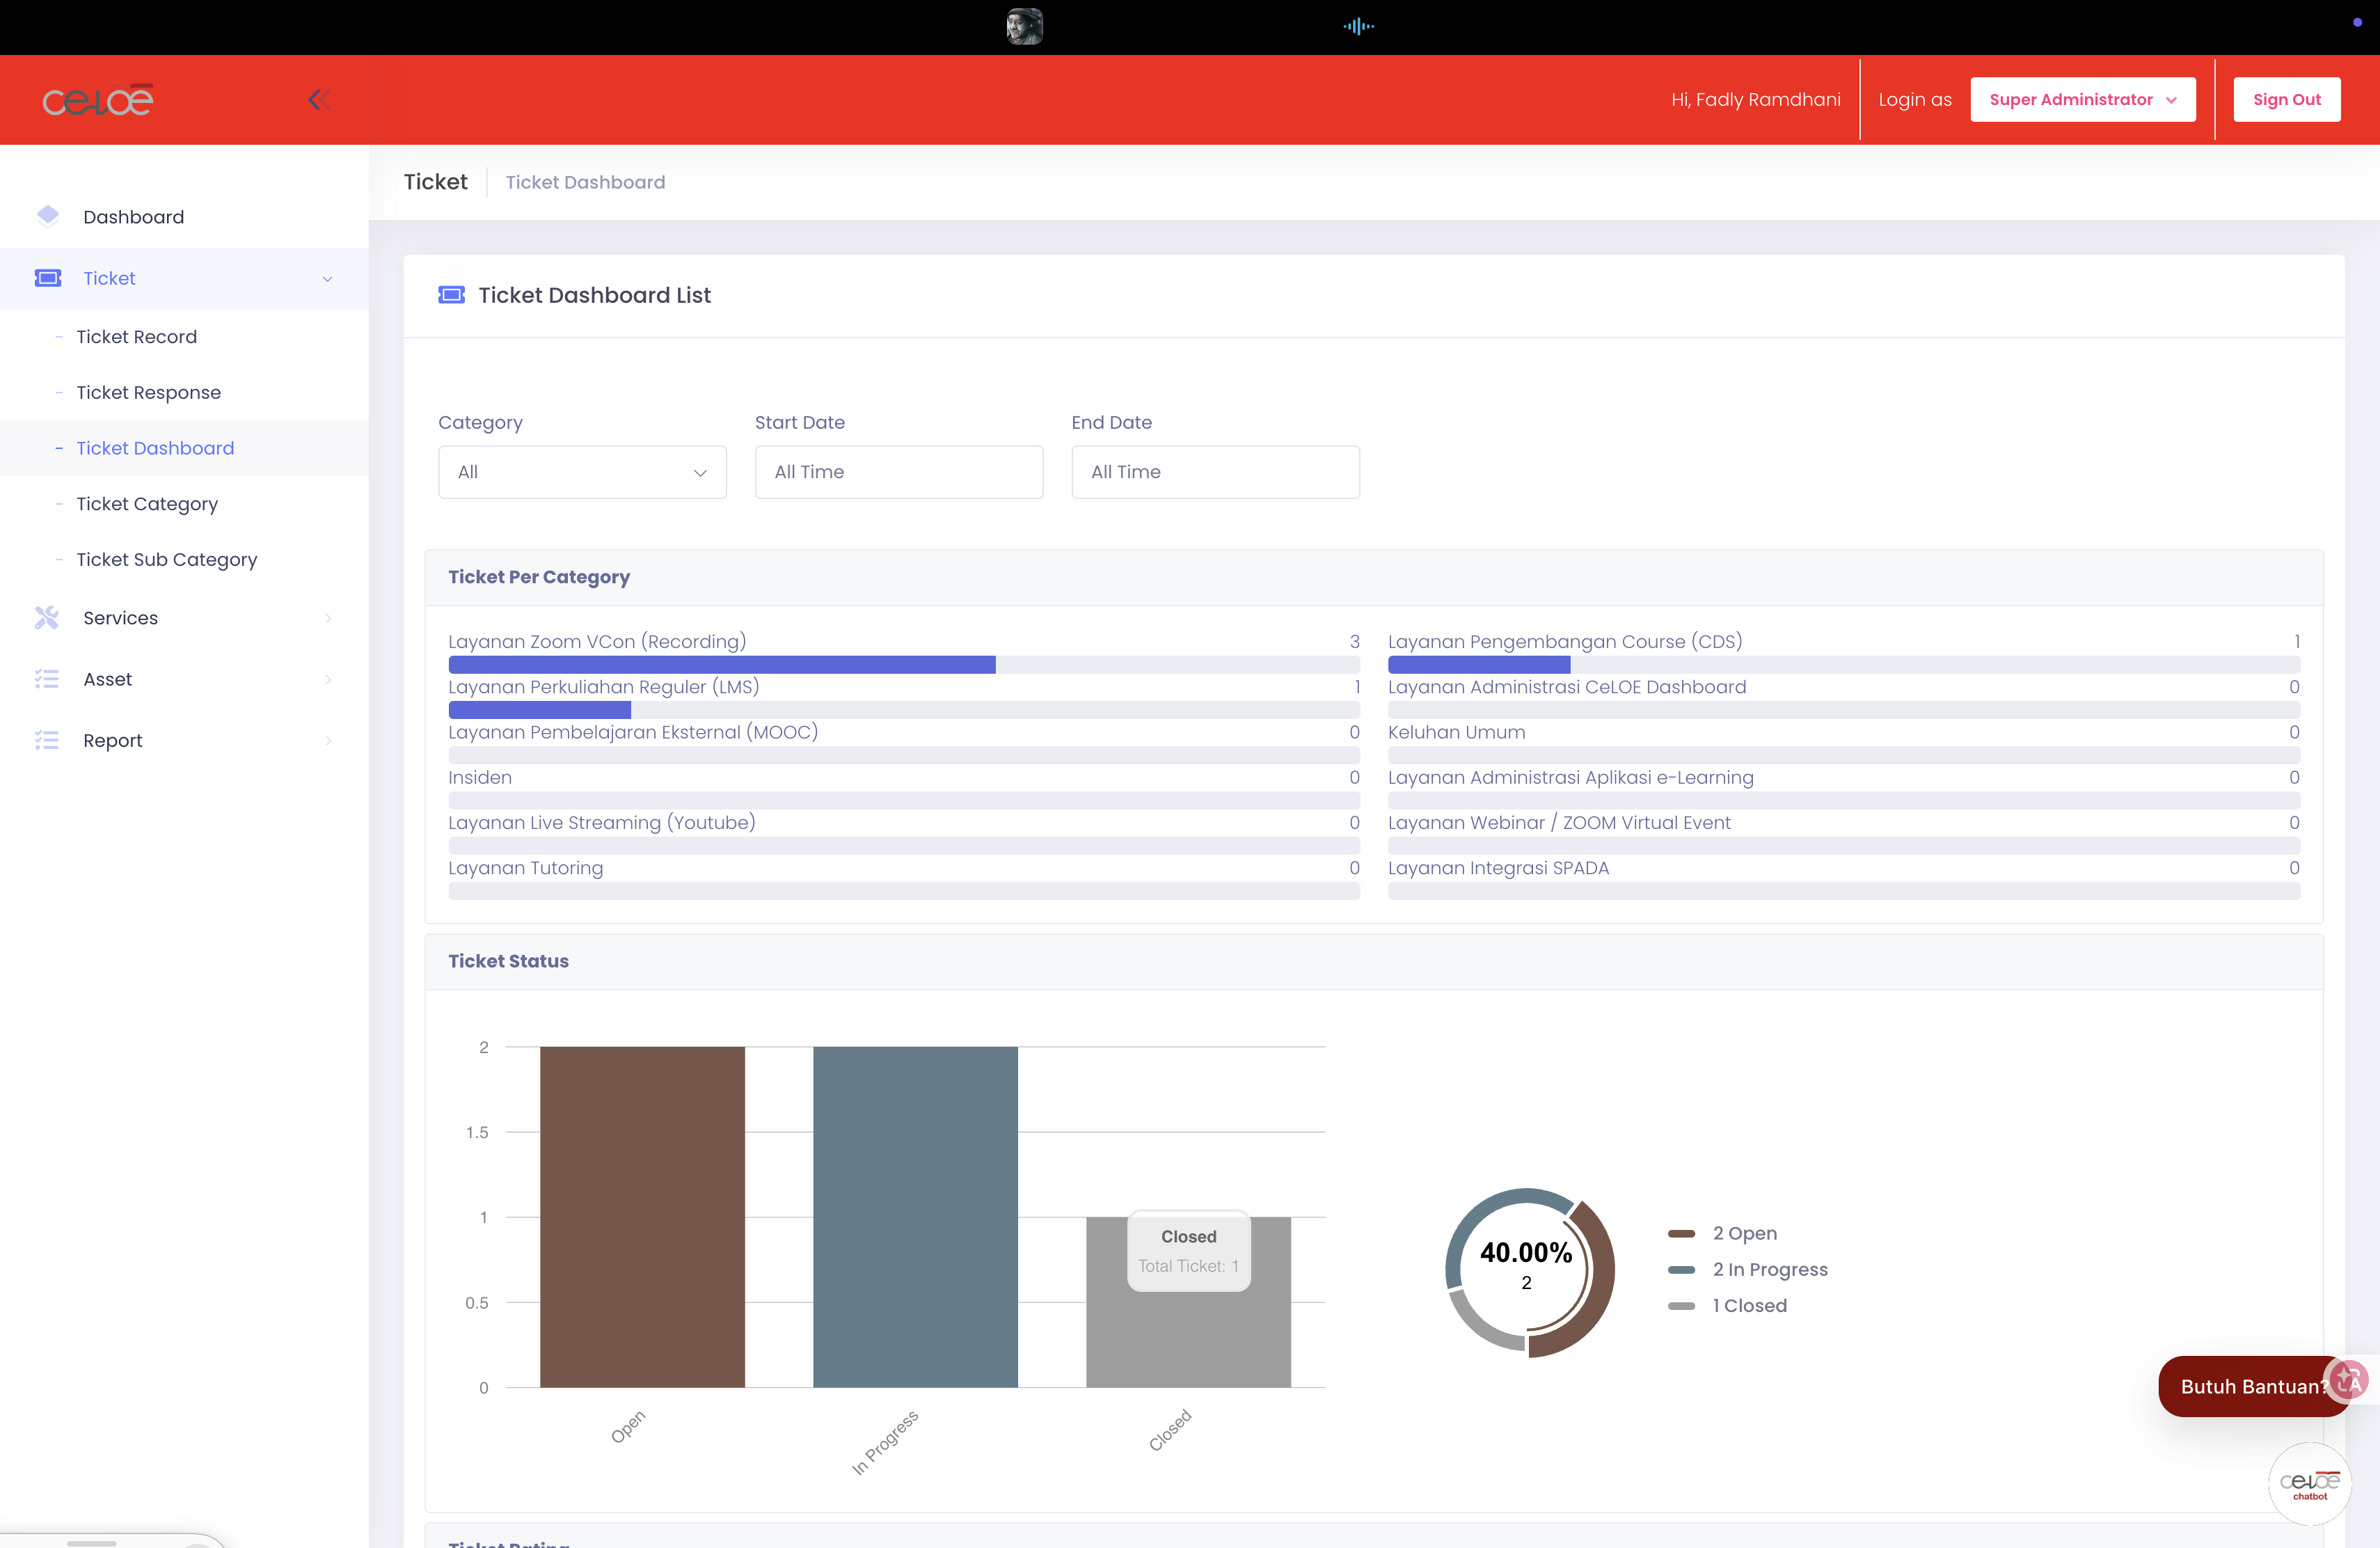 CeLOE
Hi, Fadly Ramdhani
Login as
Super Administrator
Sign Out
Ticket
Ticket Dashboard
Dashboard
Ticket
Ticket Record
Ticket Response
Ticket Dashboard
Ticket Category
Ticket Sub Category
Services
Asset
Report
Ticket Dashboard List
Category
Start Date
End Date
All
All Time
All Time
Ticket Per Category
Layanan Zoom VCon (Recording) 3
Layanan Perkuliahan Reguler (LMS) 1
Layanan Pembelajaran Eksternal (MOOC) 0
Insiden 0
Layanan Live Streaming (Youtube) 0
Layanan Tutoring 0
Layanan Pengembangan Course (CDS) 1
Layanan Administrasi CeLOE Dashboard 0
Keluhan Umum 0
Layanan Administrasi Aplikasi e-Learning 0
Layanan Webinar / ZOOM Virtual Event 0
Layanan Integrasi SPADA 0
Ticket Status
2
1.5
1
0.5
0
Open
In Progress
Closed
Closed
Total Ticket: 1
40.00%
2
2 Open
2 In Progress
1 Closed
Butuh Bantuan?
CeLOE
chatbot
Ticket Rating